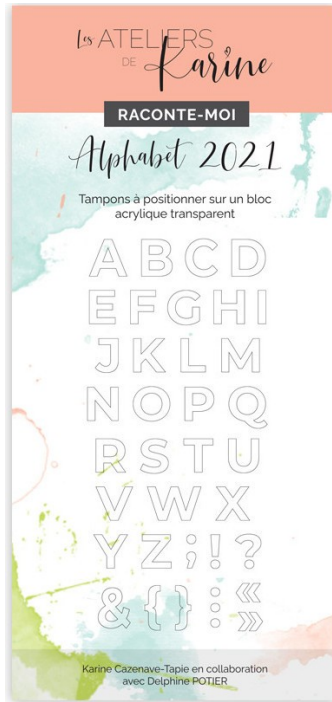 Les ATELIERS
DE Karine
RACONTE-MOI
Alphabet 2021
Tampons à positionner sur un bloc
acrylique transparent
A B C D
E F G H I
J K L M
N O P Q
R S T U
V W X
Y Z ; ! ?
& { } : « »
Karine Cazenave-Tapie en collaboration
avec Delphine POTIER